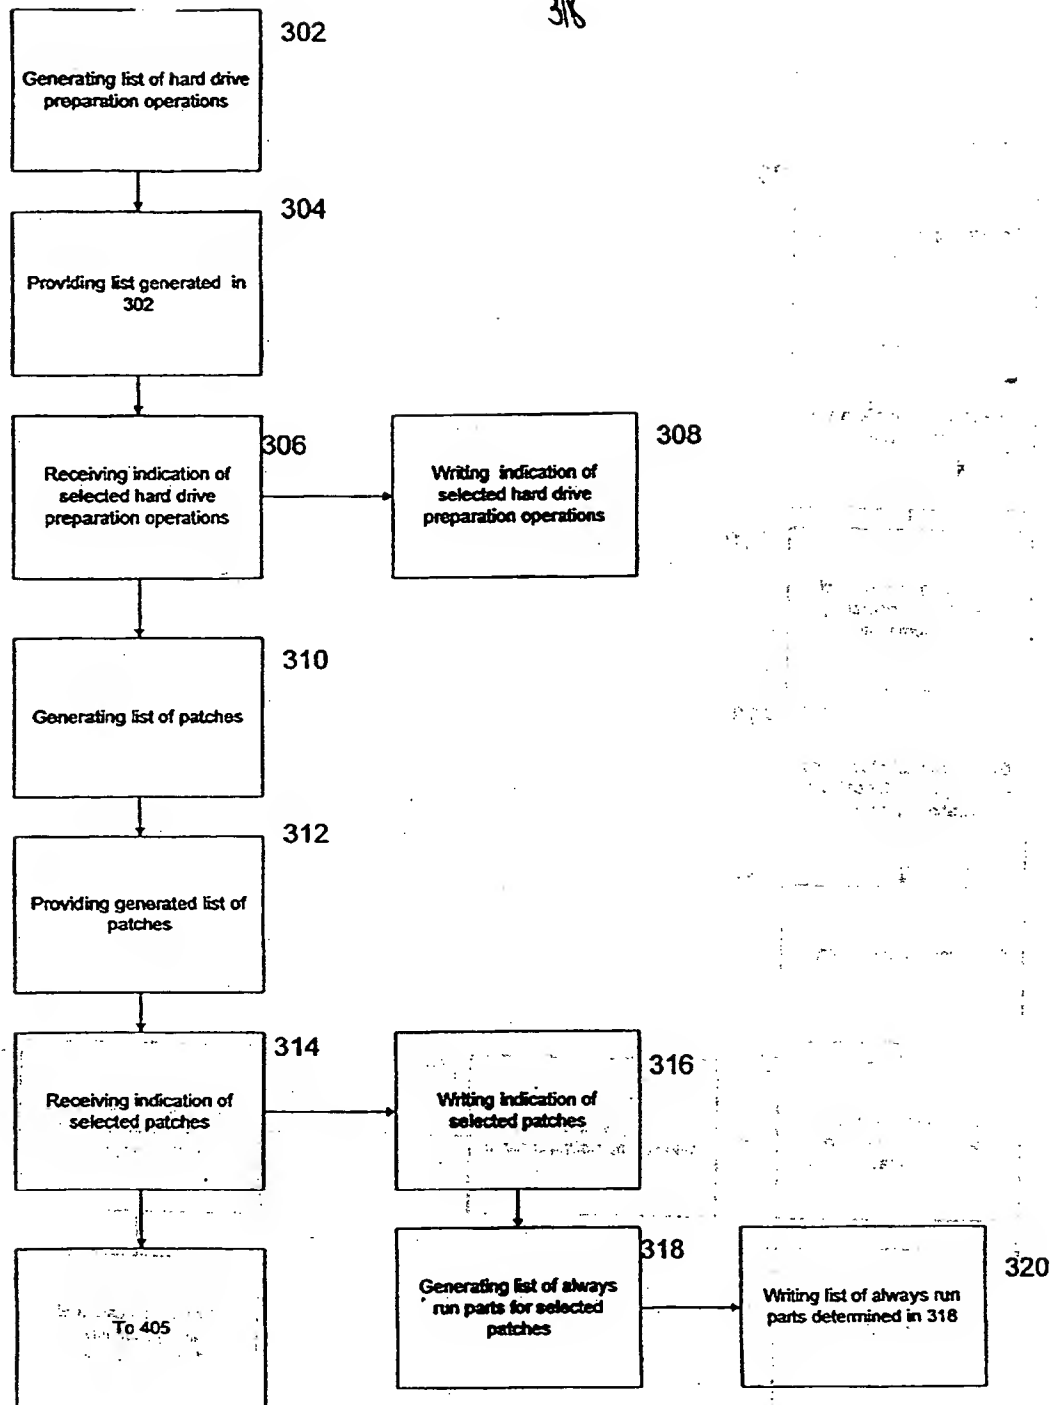 318
302
Generating list of hard drive
preparation operations
304
Providing list generated in
302
306
Receiving indication of
selected hard drive
preparation operations
308
Writing indication of
selected hard drive
preparation operations
310
Generating list of patches
312
Providing generated list of
patches
314
Receiving indication of
selected patches
316
Writing indication of
selected patches
318
Generating list of always
run parts for selected
patches
320
Writing list of always run
parts determined in 318
To 405